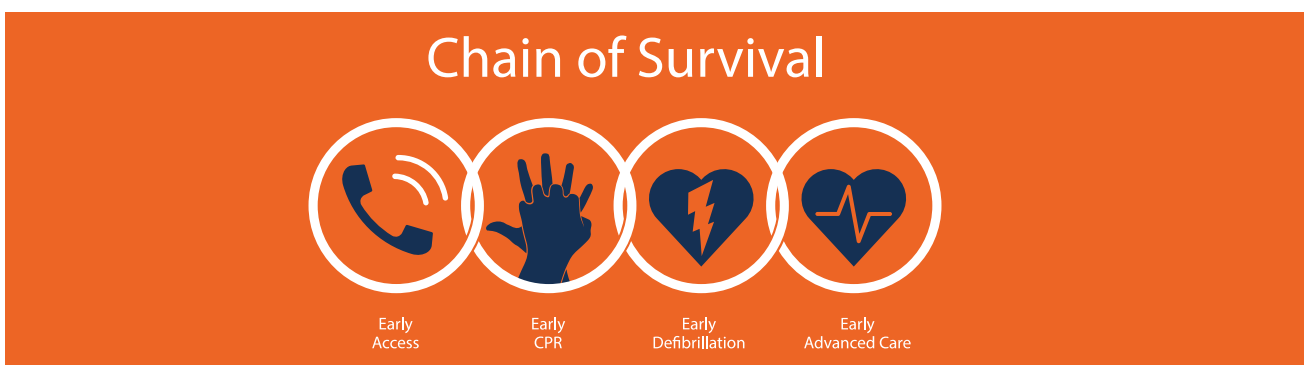 Chain of Survival
Early
Access
Early
CPR
Early
Defibrillation
Early
Advanced Care